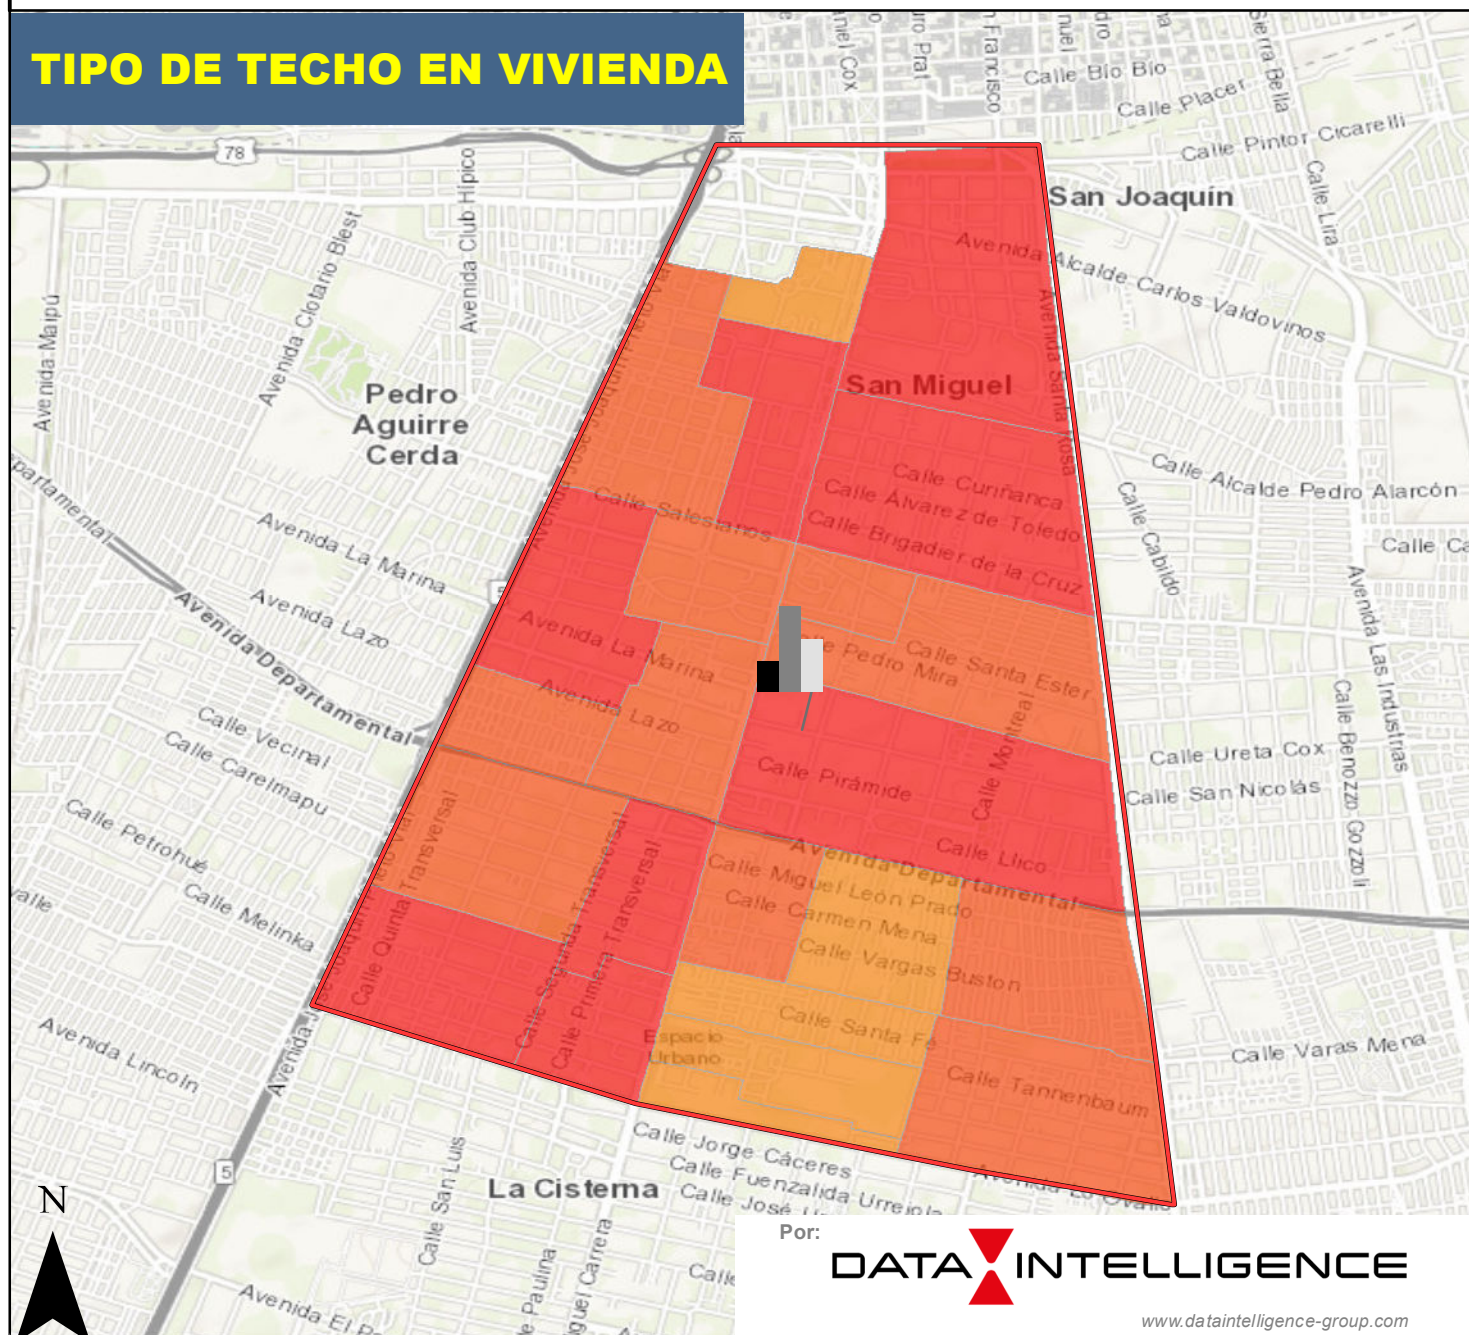 TIPO DE TECHO EN VIVIENDA
Calle Bío Bío
Calle Placer
Calle Pintor Cicarelli
Sierra Bella
Calle Lira
78
Avenida Club Hípico
Avenida Clotario Blest
Avenida Maipú
San Joaquín
Avenida Alcalde Carlos Valdovinos
Avenida Santa Rosa
San Miguel
Pedro
Aguirre
Cerda
Calle Curiñanca
Calle Álvarez de Toledo
Calle Brigadier de la Cruz
Calle Alcalde Pedro Alarcón
Calle Cabildo
Calle Salesianos
Avenida La Marina
Avenida Lazo
Avenida Departamental
Avenida La Marina
Avenida Lazo
Calle Santa Ester
Pedro Mira
Calle Montreal
Avenida Las Industrias
Calle Benozzo Gozzoli
Calle Ureta Cox
Calle San Nicolás
Calle Vecinal
Calle Carelmapu
Calle Petrohué
Calle Melinka
Calle Pirámide
Calle Llico
Avenida Departamental
Calle Miguel León Prado
Calle Carmen Mena
Calle Vargas Buston
Calle Quinta Transversal
Calle Segunda Transversal
Calle Primera Transversal
Calle Santa Fe
Espacio
Urbano
Calle Tannenbaum
Calle Varas Mena
Avenida Lincoln
5
Calle Jorge Cáceres
Calle Fuenzalida Urrejola
Calle José
Avenida Lo Ovalle
La Cisterna
Calle San Luis
N
Por:
DATA INTELLIGENCE
www.dataintelligence-group.com